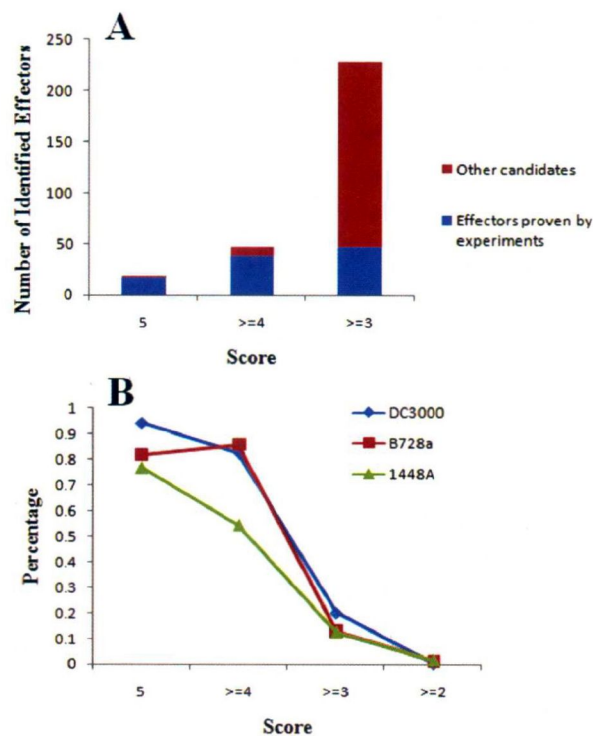 A
250
200
150
100
50
0
Number of Identified Effectors
5 >=4 >=3
Score
Other candidates
Effectors proven by
experiments
B
1
0.9
0.8
0.7
0.6
0.5
0.4
0.3
0.2
0.1
0
Percentage
5 >=4 >=3 >=2
Score
DC3000
B728a
1448A